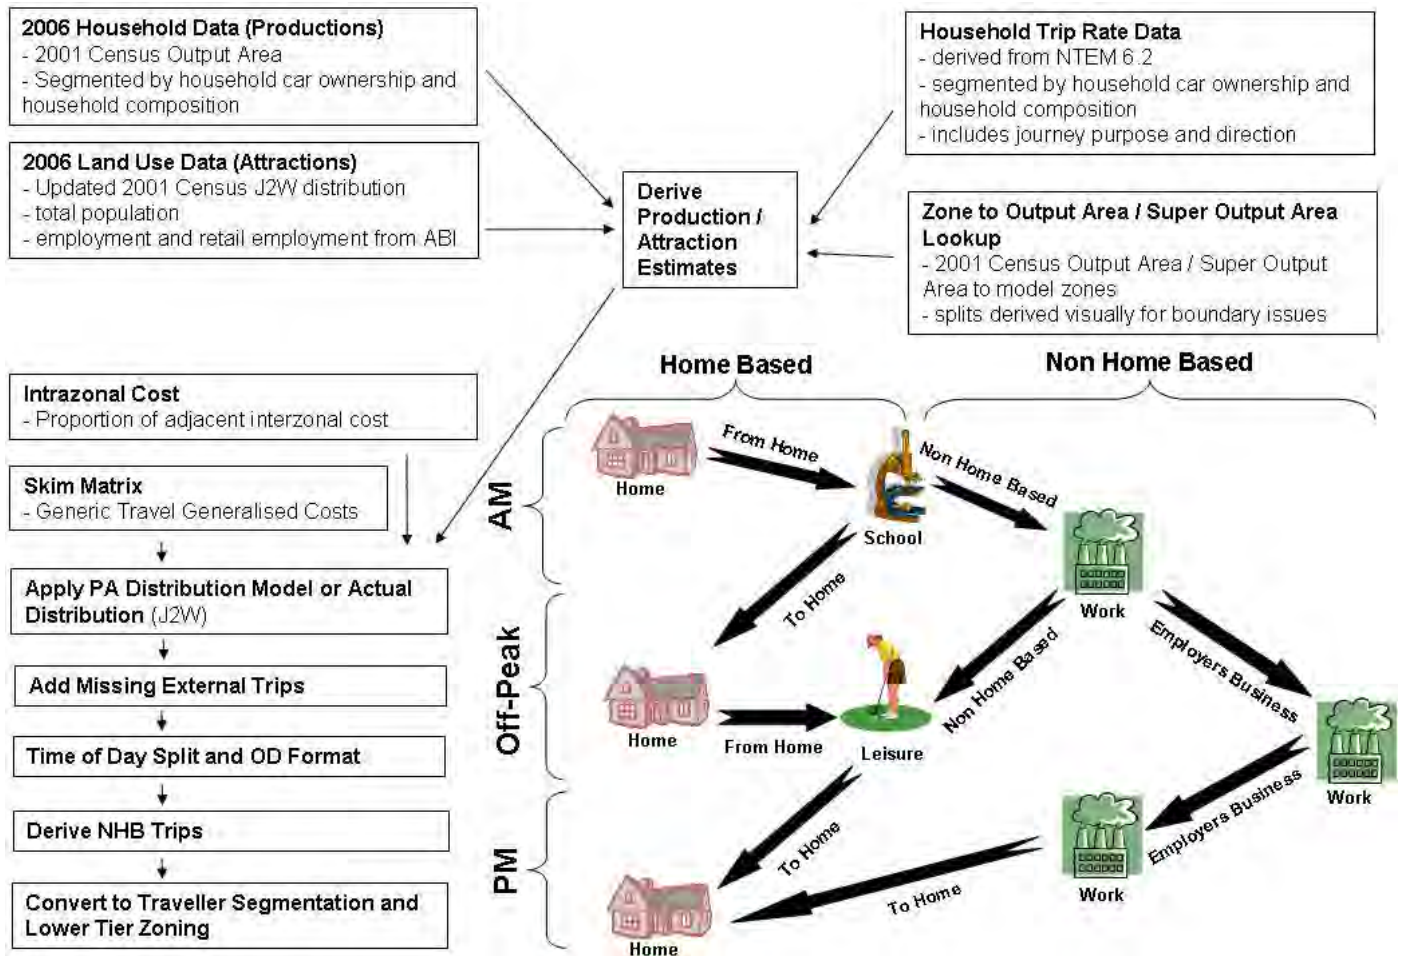 2006 Household Data (Productions)
- 2001 Census Output Area
- Segmented by household car ownership and
household composition
2006 Land Use Data (Attractions)
- Updated 2001 Census J2W distribution
- total population
- employment and retail employment from ABI
Derive
Production /
Attraction
Estimates
Household Trip Rate Data
- derived from NTEM 6.2
- segmented by household car ownership and
household composition
- includes journey purpose and direction
Zone to Output Area / Super Output Area
Lookup
- 2001 Census Output Area / Super Output
Area to model zones
- splits derived visually for boundary issues
Intrazonal Cost
- Proportion of adjacent interzonal cost
Skim Matrix
- Generic Travel Generalised Costs
Apply PA Distribution Model or Actual
Distribution (J2W)
Add Missing External Trips
Time of Day Split and OD Format
Derive NHB Trips
Convert to Traveller Segmentation and
Lower Tier Zoning
Home Based
Non Home Based
AM
From Home
Non Home Based
Home
School
To Home
Work
Off-Peak
Non Home Based
Employers Business
Home
From Home
Leisure
Work
PM
To Home
Employers Business
Work
To Home
Home